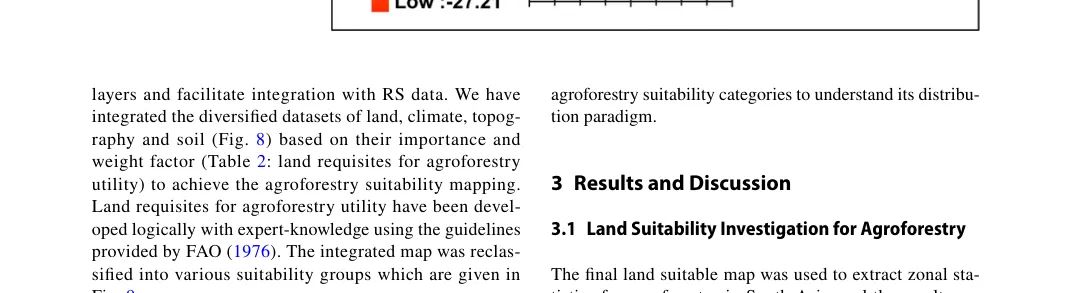 Low :-27.21
layers and facilitate integration with RS data. We have
integrated the diversified datasets of land, climate, topog-
raphy and soil (Fig. 8) based on their importance and
weight factor (Table 2: land requisites for agroforestry
utility) to achieve the agroforestry suitability mapping.
Land requisites for agroforestry utility have been devel-
oped logically with expert-knowledge using the guidelines
provided by FAO (1976). The integrated map was reclas-
sified into various suitability groups which are given in
agroforestry suitability categories to understand its distribu-
tion paradigm.
3 Results and Discussion
3.1 Land Suitability Investigation for Agroforestry
The final land suitable map was used to extract zonal sta-